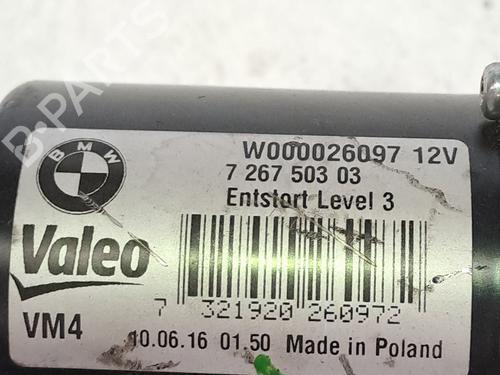 B-PARTS
BMW
W000026097 12V
7 267 503 03
Entstort Level 3
Valeo
7 321920 260972
VM4
10.06.16 01.50 Made in Poland